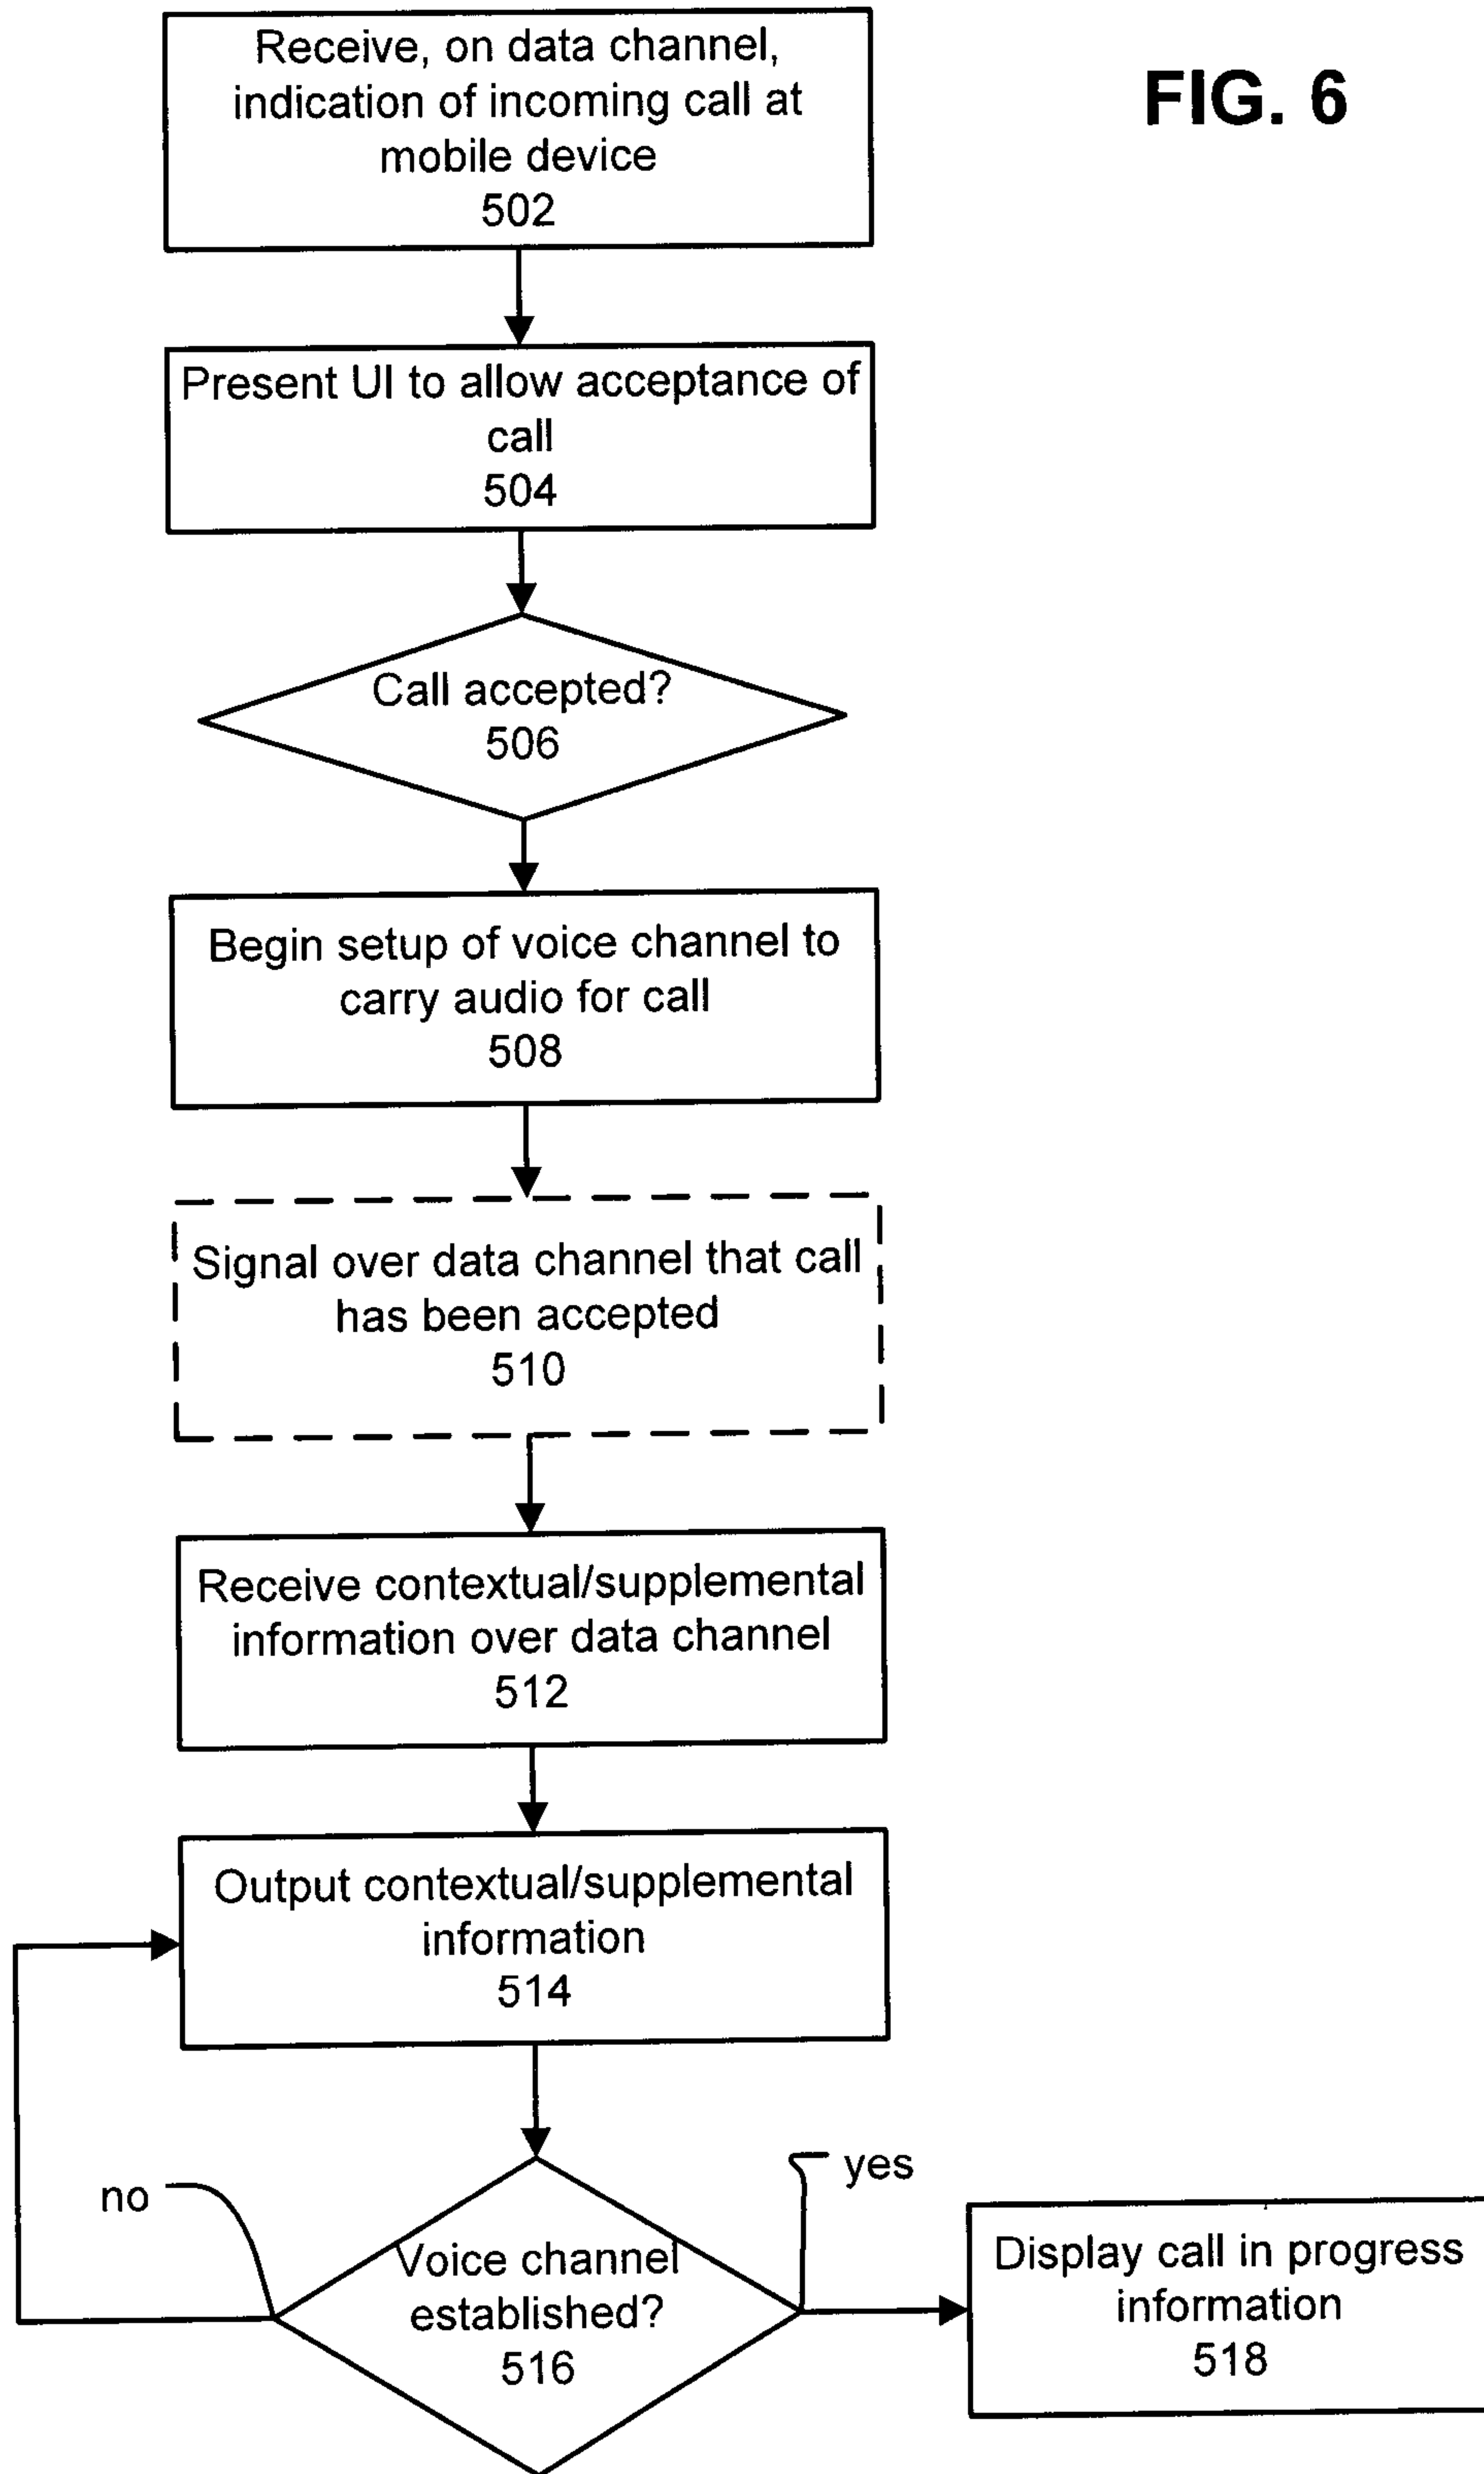 FIG. 6
Receive, on data channel,
indication of incoming call at
mobile device
502
Present UI to allow acceptance of
call
504
Call accepted?
506
Begin setup of voice channel to
carry audio for call
508
Signal over data channel that call
has been accepted
510
Receive contextual/supplemental
information over data channel
512
Output contextual/supplemental
information
514
no
yes
Voice channel
established?
516
Display call in progress
information
518